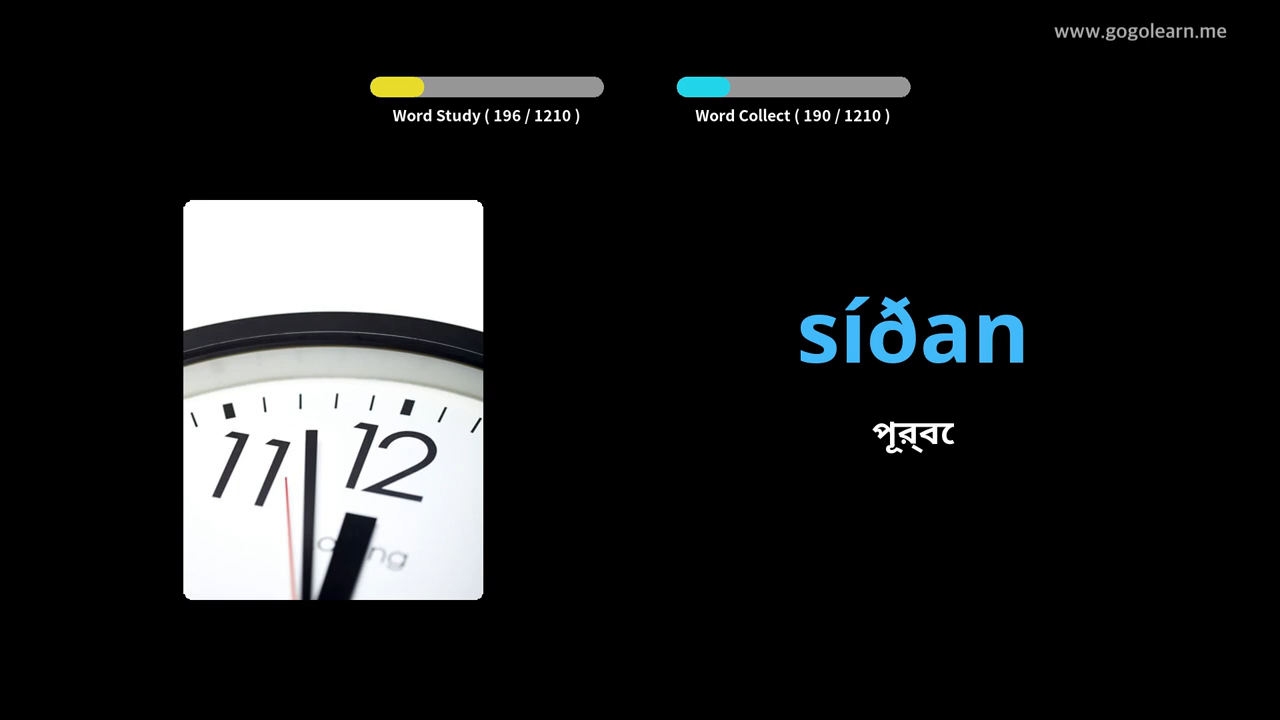 www.gogolearn.me
Word Study ( 196 / 1210 )
Word Collect ( 190 / 1210 )
11 12
síðan
পূর্বে